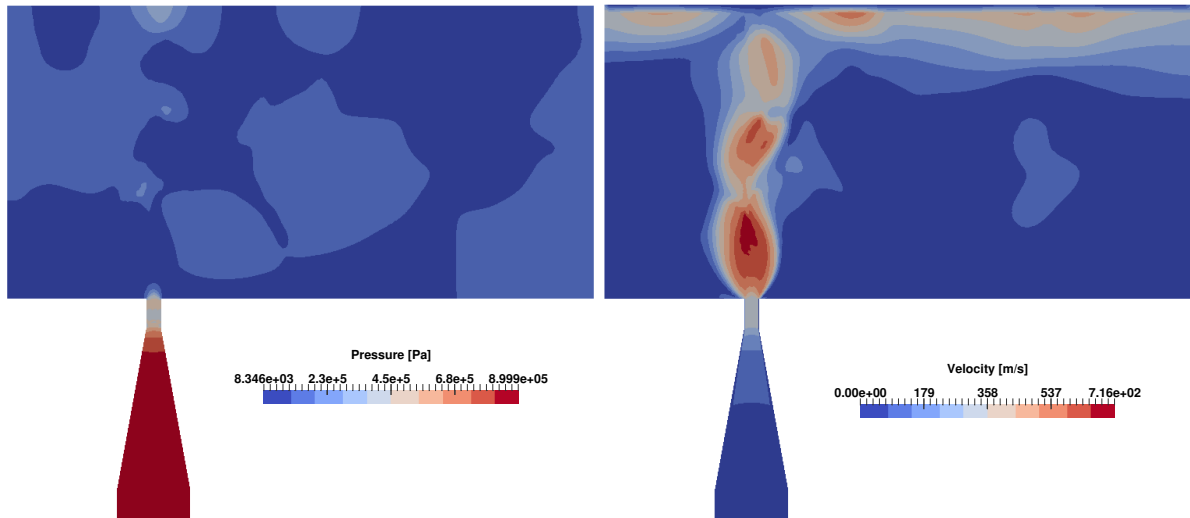 Pressure [Pa]
8.346e+03 2.3e+5 4.5e+5 6.8e+5 8.999e+05
Velocity [m/s]
0.00e+00 179 358 537 7.16e+02